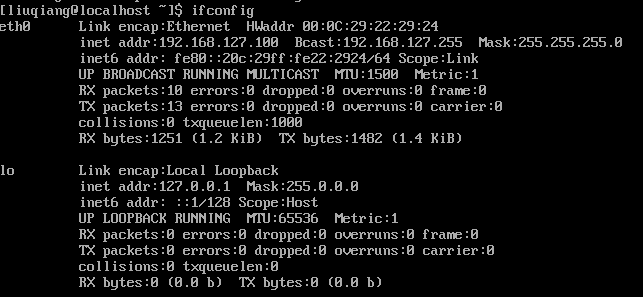 [liuqiang@localhost ~]$ ifconfig
eth0      Link encap:Ethernet  HWaddr 00:0C:29:22:29:24
          inet addr:192.168.127.100  Bcast:192.168.127.255  Mask:255.255.255.0
          inet6 addr: fe80::20c:29ff:fe22:2924/64 Scope:Link
          UP BROADCAST RUNNING MULTICAST  MTU:1500  Metric:1
          RX packets:10 errors:0 dropped:0 overruns:0 frame:0
          TX packets:13 errors:0 dropped:0 overruns:0 carrier:0
          collisions:0 txqueuelen:1000
          RX bytes:1251 (1.2 KiB)  TX bytes:1482 (1.4 KiB)
lo        Link encap:Local Loopback
          inet addr:127.0.0.1  Mask:255.0.0.0
          inet6 addr: ::1/128 Scope:Host
          UP LOOPBACK RUNNING  MTU:65536  Metric:1
          RX packets:0 errors:0 dropped:0 overruns:0 frame:0
          TX packets:0 errors:0 dropped:0 overruns:0 carrier:0
          collisions:0 txqueuelen:0
          RX bytes:0 (0.0 b)  TX bytes:0 (0.0 b)